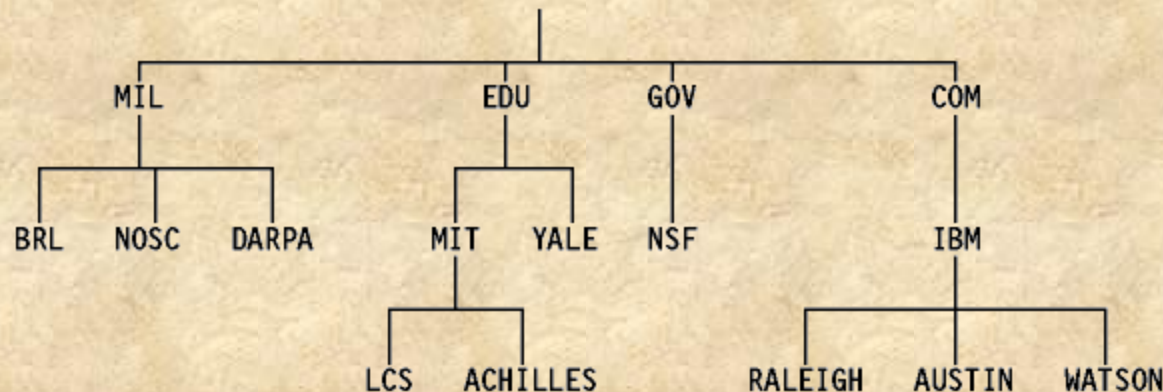 MIL EDU GOV COM
BRL NOSC DARPA MIT YALE NSF IBM
LCS ACHILLES RALEIGH AUSTIN WATSON